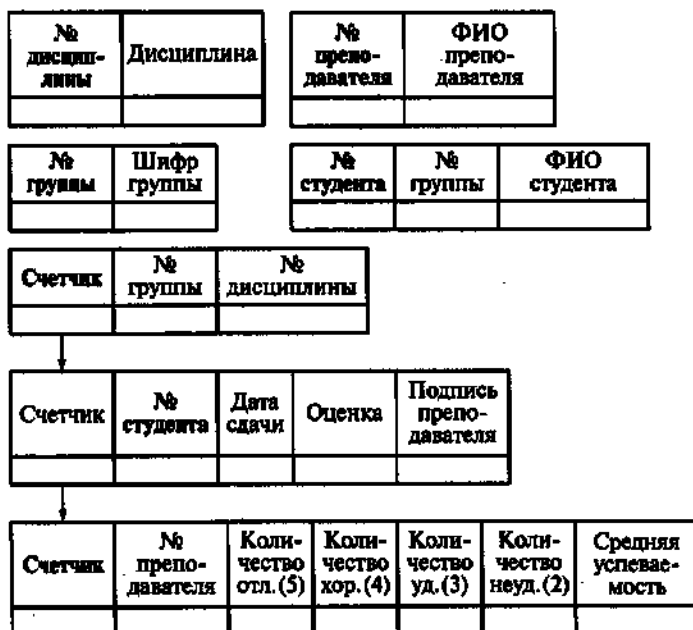 № дисцип-лины Дисциплина
№ препо-давателя ФИО препо-давателя
№ группы Шифр группы
№ студента № группы ФИО студента
Счетчик № группы № дисциплины
Счетчик № студента Дата сдачи Оценка Подпись препо-давателя
Счетчик № препо-давателя Коли-чество отл.(5) Коли-чество хор.(4) Коли-чество уд.(3) Коли-чество неуд.(2) Средняя успевае-мость